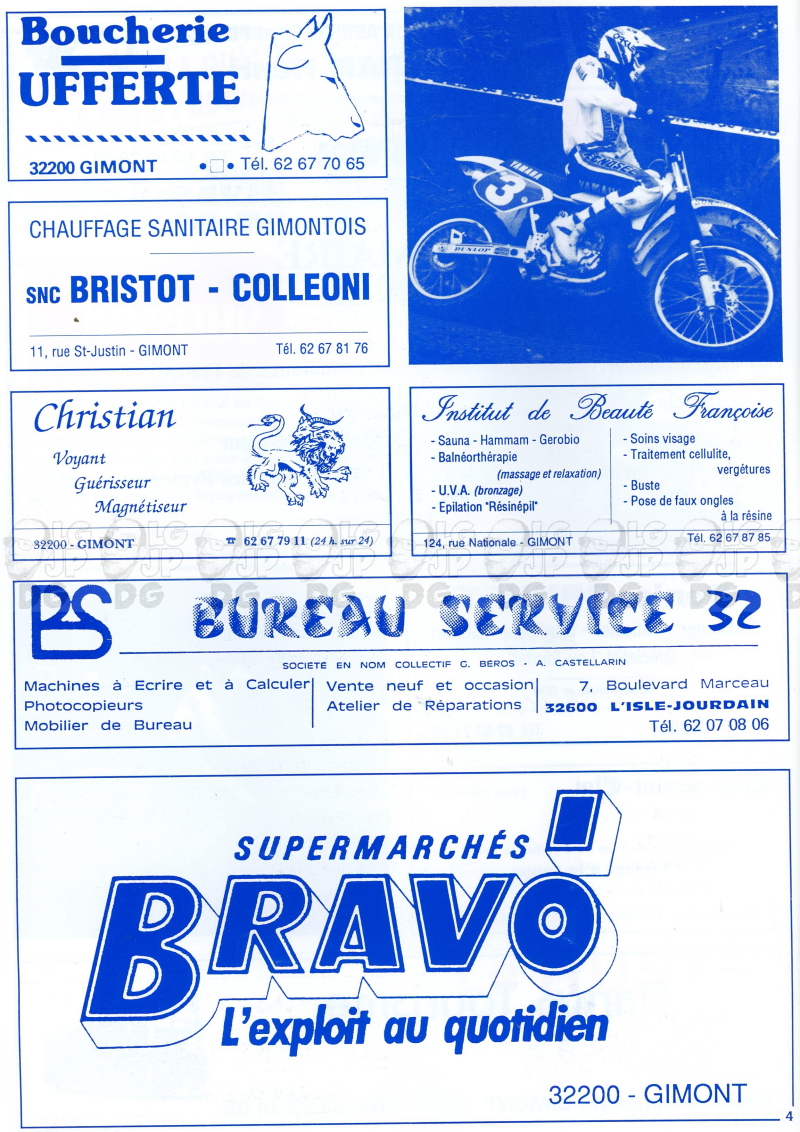 Boucherie
UFFERTE
32200 GIMONT •□• Tél. 62 67 70 65
YAMAHA
3
DUNLOP
YAMAHA
CHAUFFAGE SANITAIRE GIMONTOIS
SNC BRISTOT - COLLEONI
11, rue St-Justin - GIMONT Tél. 62 67 81 76
Christian
Voyant
Guérisseur
Magnétiseur
32200 - GIMONT ☎ 62 67 79 11 (24 h. sur 24)
Institut de Beauté Françoise
- Sauna - Hammam - Gerobio
- Balnéorthérapie
(massage et relaxation)
- U.V.A. (bronzage)
- Epilation "Résinépil"
- Soins visage
- Traitement cellulite,
vergétures
- Buste
- Pose de faux ongles
à la résine
124, rue Nationale - GIMONT Tél. 62 67 87 85
BS BUREAU SERVICE 32
SOCIETE EN NOM COLLECTIF G. BEROS - A. CASTELLARIN
Machines à Ecrire et à Calculer
Photocopieurs
Mobilier de Bureau
Vente neuf et occasion
Atelier de Réparations
7, Boulevard Marceau
32600 L'ISLE-JOURDAIN
Tél. 62 07 08 06
SUPERMARCHÉS
BRAVO!
L'exploit au quotidien
32200 - GIMONT
4